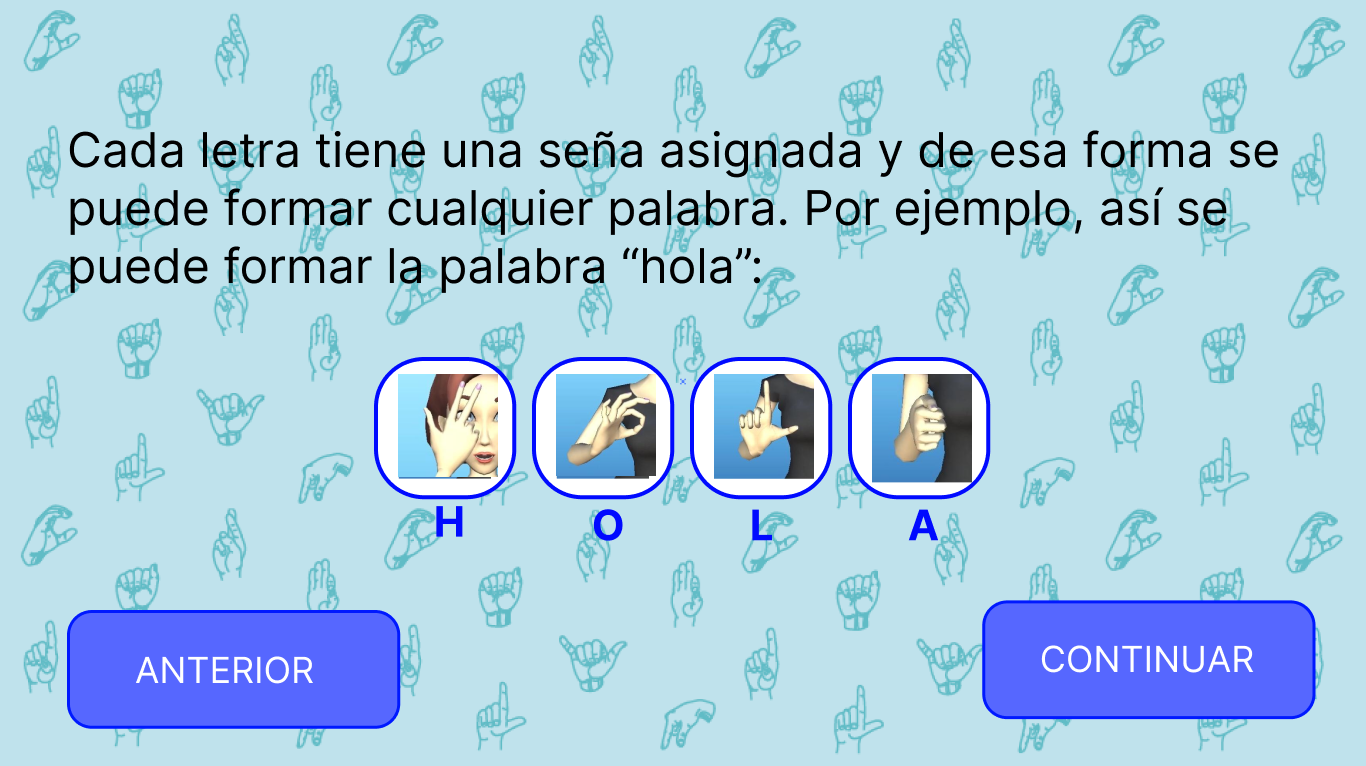 Cada letra tiene una seña asignada y de esa forma se
puede formar cualquier palabra. Por ejemplo, así se
puede formar la palabra “hola”:
H O L A
ANTERIOR
CONTINUAR